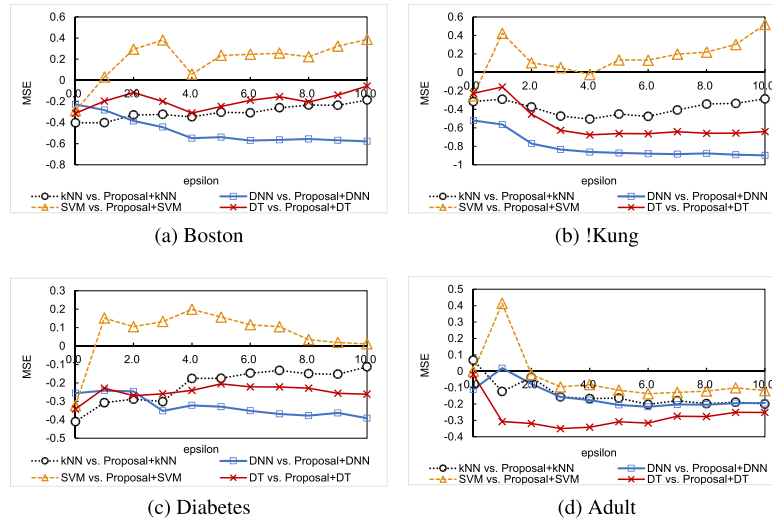 0.6
0.4
0.2
0
-0.2
-0.4
-0.6
-0.8
0.0 2.0 4.0 6.0 8.0 10.0
MSE
epsilon
kNN vs. Proposal+kNN DNN vs. Proposal+DNN
SVM vs. Proposal+SVM DT vs. Proposal+DT
(a) Boston
0.6
0.4
0.2
0
-0.2
-0.4
-0.6
-0.8
-1
0.0 2.0 4.0 6.0 8.0 10.0
MSE
epsilon
kNN vs. Proposal+kNN DNN vs. Proposal+DNN
SVM vs. Proposal+SVM DT vs. Proposal+DT
(b) !Kung
0.3
0.2
0.1
0
-0.1
-0.2
-0.3
-0.4
-0.5
0.0 2.0 4.0 6.0 8.0 10.0
MSE
epsilon
kNN vs. Proposal+kNN DNN vs. Proposal+DNN
SVM vs. Proposal+SVM DT vs. Proposal+DT
(c) Diabetes
0.5
0.4
0.3
0.2
0.1
0
-0.1
-0.2
-0.3
-0.4
0.0 2.0 4.0 6.0 8.0 10.0
MSE
epsilon
kNN vs. Proposal+kNN DNN vs. Proposal+DNN
SVM vs. Proposal+SVM DT vs. Proposal+DT
(d) Adult